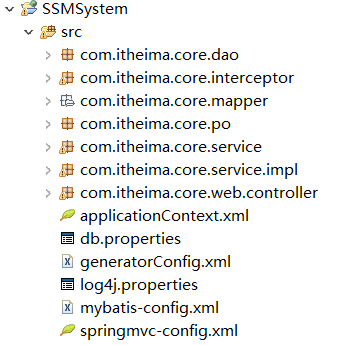 SSMSystem
src
com.itheima.core.dao
com.itheima.core.interceptor
com.itheima.core.mapper
com.itheima.core.po
com.itheima.core.service
com.itheima.core.service.impl
com.itheima.core.web.controller
applicationContext.xml
db.properties
generatorConfig.xml
log4j.properties
mybatis-config.xml
springmvc-config.xml